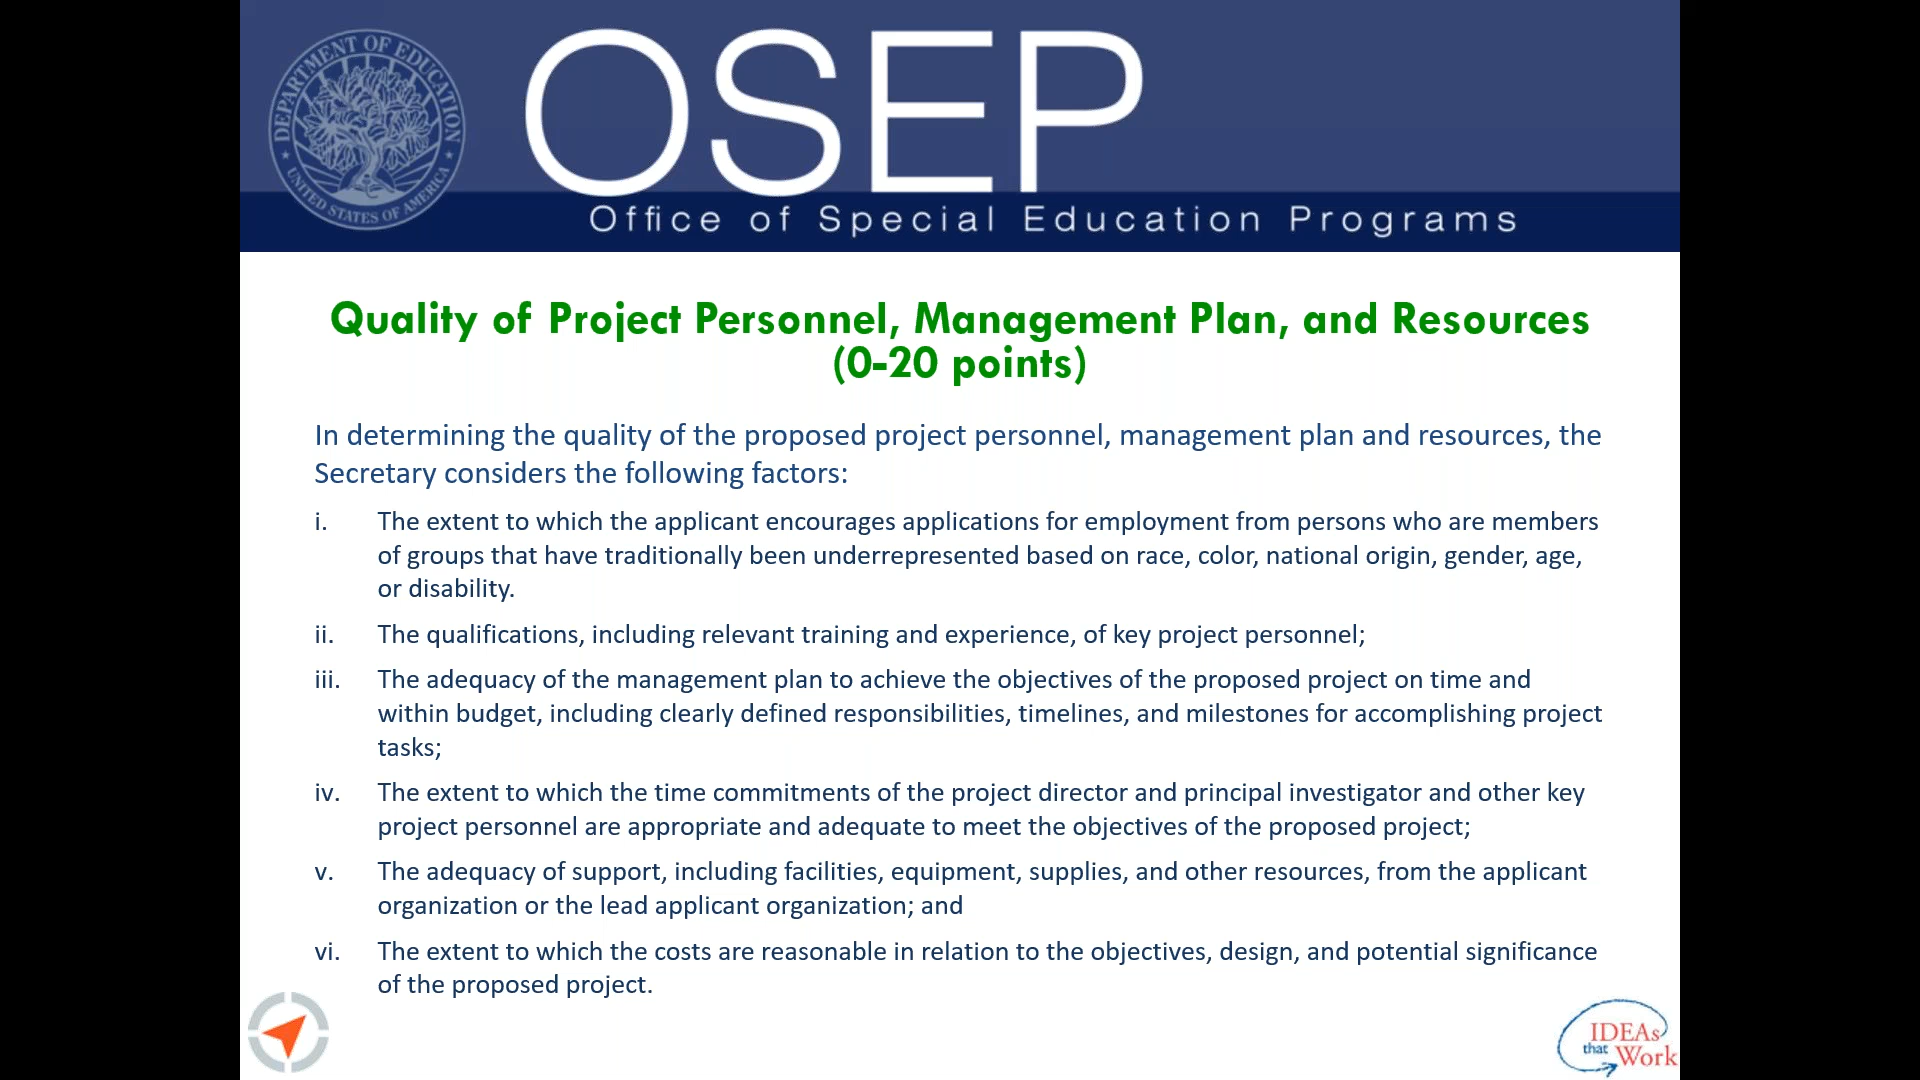 DEPARTMENT OF EDUCATION
UNITED STATES OF AMERICA
OSEP
Office of Special Education Programs
Quality of Project Personnel, Management Plan, and Resources
(0-20 points)
In determining the quality of the proposed project personnel, management plan and resources, the
Secretary considers the following factors:
i. The extent to which the applicant encourages applications for employment from persons who are members
of groups that have traditionally been underrepresented based on race, color, national origin, gender, age,
or disability.
ii. The qualifications, including relevant training and experience, of key project personnel;
iii. The adequacy of the management plan to achieve the objectives of the proposed project on time and
within budget, including clearly defined responsibilities, timelines, and milestones for accomplishing project
tasks;
iv. The extent to which the time commitments of the project director and principal investigator and other key
project personnel are appropriate and adequate to meet the objectives of the proposed project;
v. The adequacy of support, including facilities, equipment, supplies, and other resources, from the applicant
organization or the lead applicant organization; and
vi. The extent to which the costs are reasonable in relation to the objectives, design, and potential significance
of the proposed project.
IDEAs
that Work